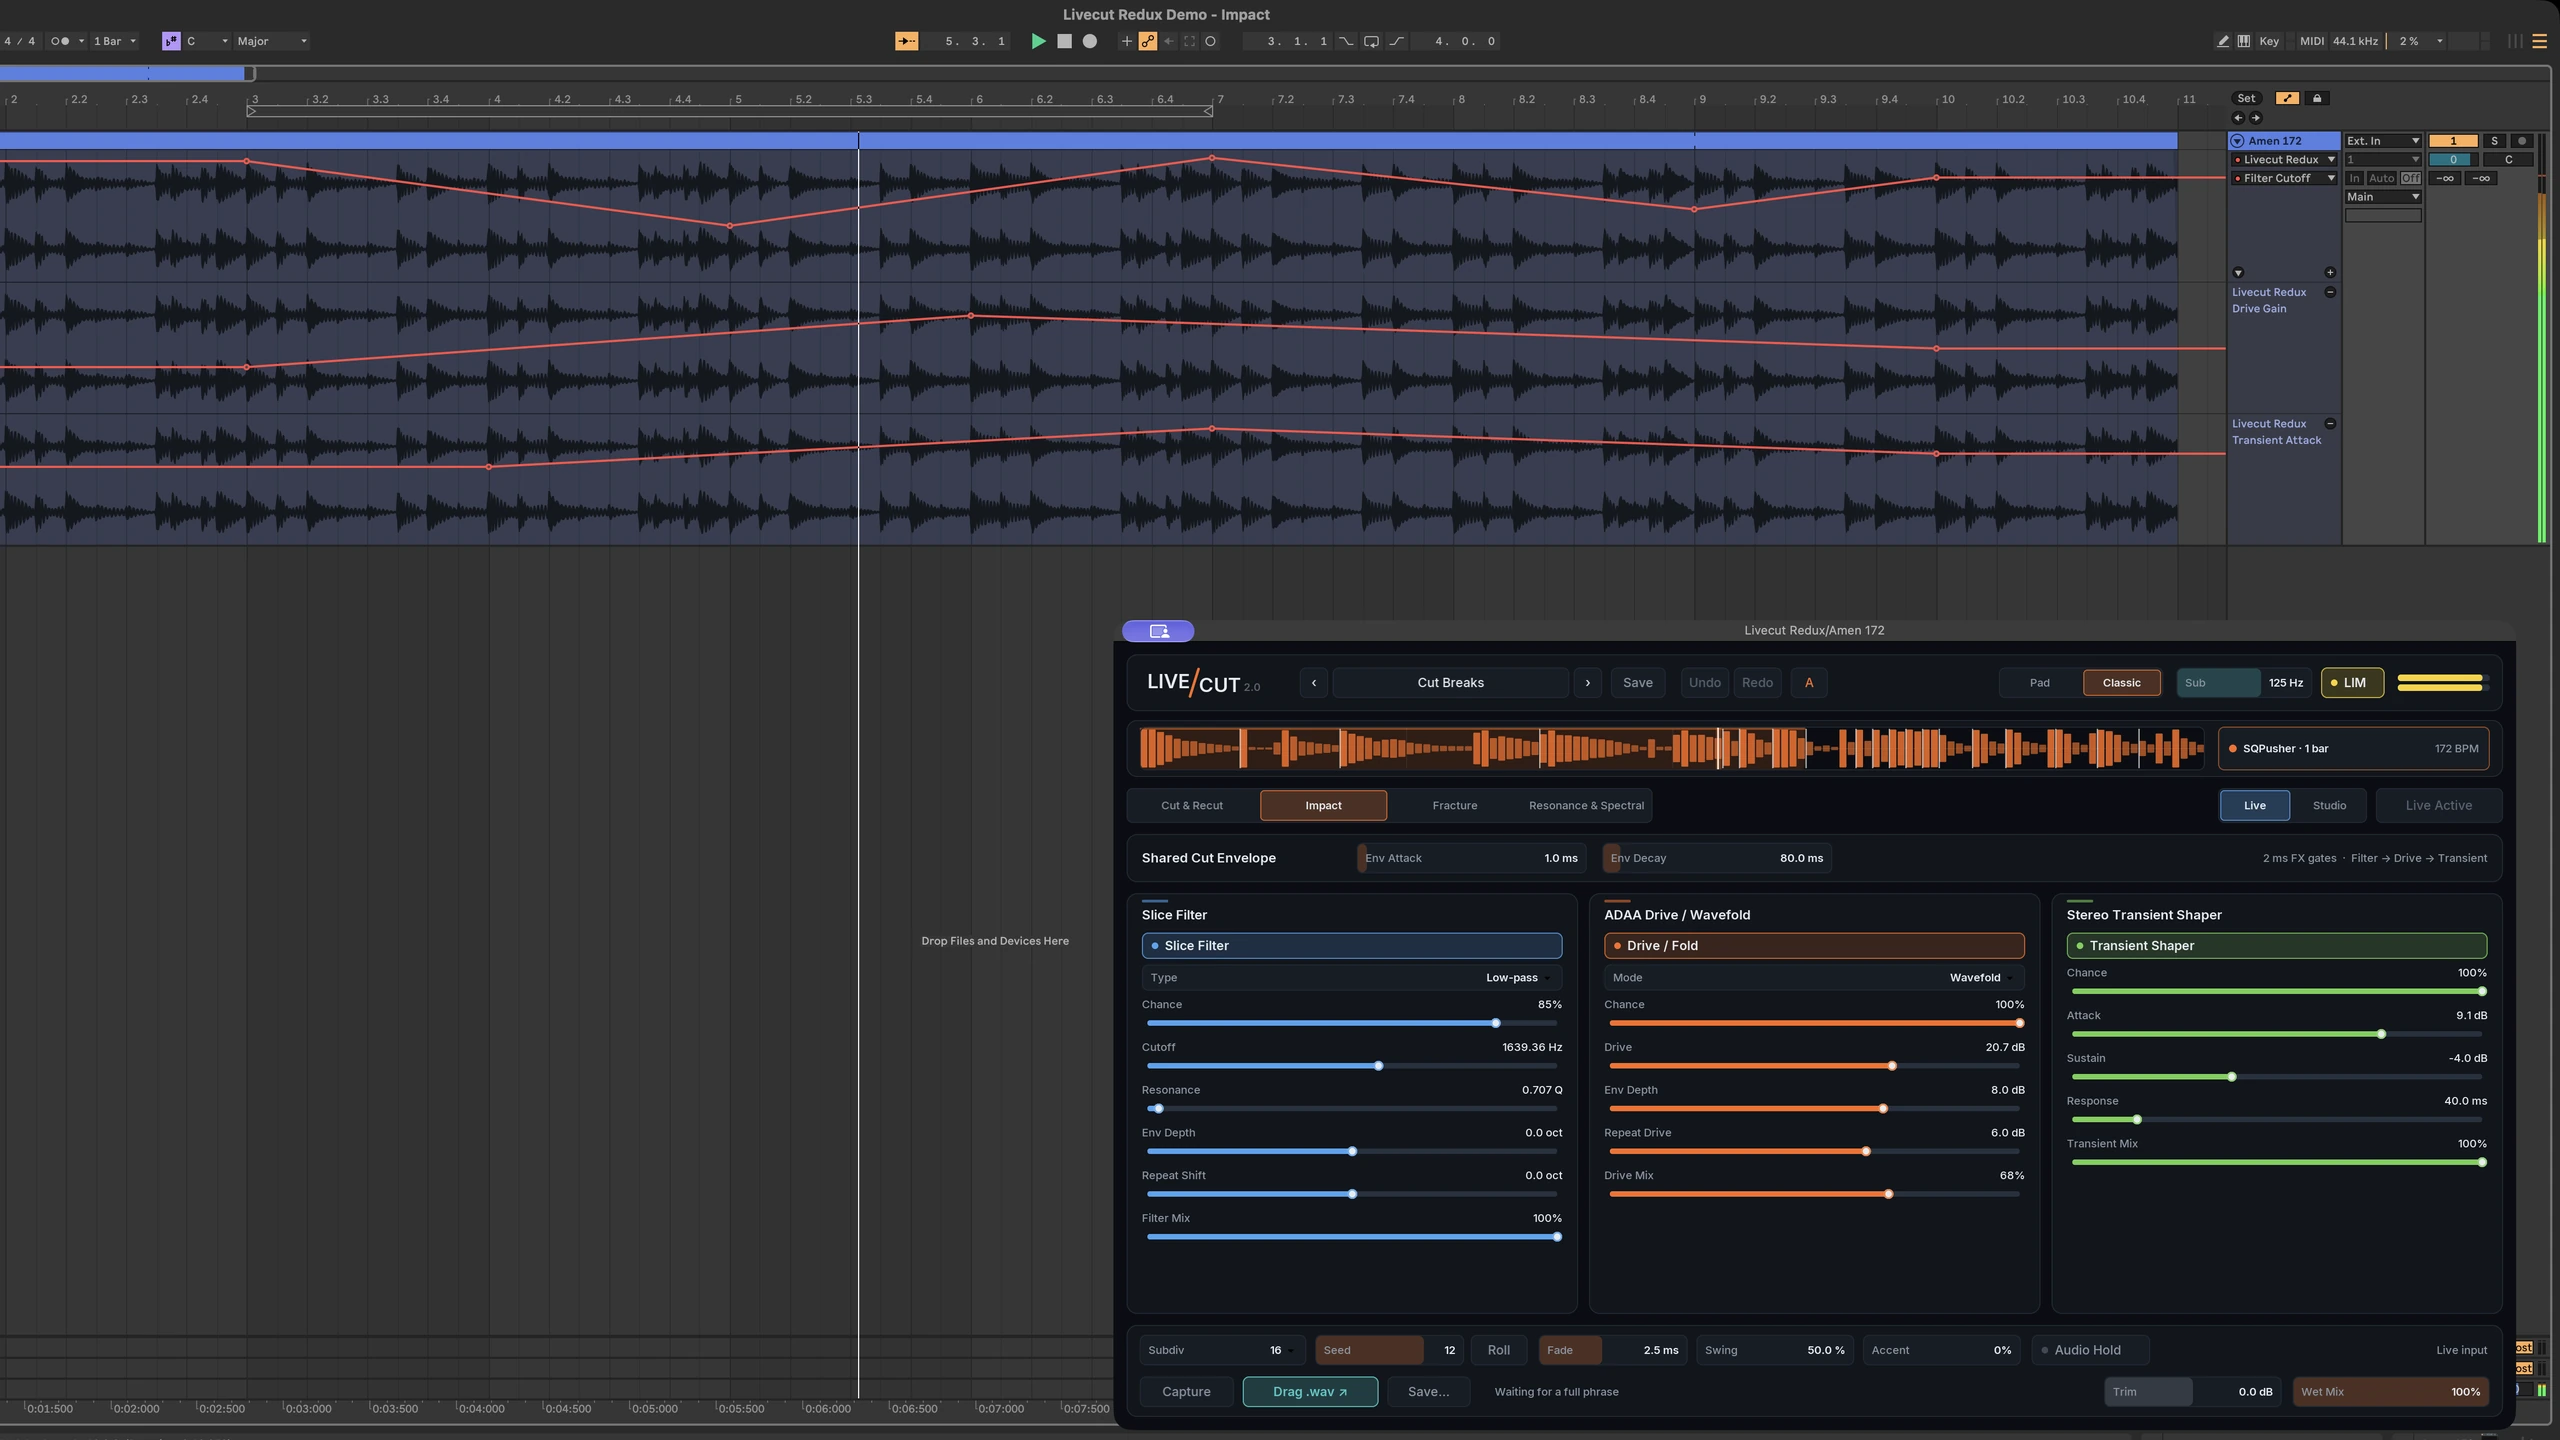 Livecut Redux Demo - Impact
4 / 4 1 Bar b# C Major 5. 3. 1 3. 1. 1 4. 0. 0 Key MIDI 44.1 kHz 2 %
2 2.2 2.3 2.4 3 3.2 3.3 3.4 4 4.2 4.3 4.4 5 5.2 5.3 5.4 6 6.2 6.3 6.4 7 7.2 7.3 7.4 8 8.2 8.3 8.4 9 9.2 9.3 9.4 10 10.2 10.3 10.4 11 Set
Amen 172 Ext. In 1 S
Livecut Redux 1 0 C
Filter Cutoff In Auto Off -∞ -∞
Main
Livecut Redux
Drive Gain
Livecut Redux
Transient Attack
Drop Files and Devices Here
Livecut Redux/Amen 172
LIVE/CUT 2.0 ‹ Cut Breaks › Save Undo Redo A Pad Classic Sub 125 Hz LIM
SQPusher · 1 bar 172 BPM
Cut & Recut Impact Fracture Resonance & Spectral Live Studio Live Active
Shared Cut Envelope Env Attack 1.0 ms Env Decay 80.0 ms 2 ms FX gates · Filter → Drive → Transient
Slice Filter
Slice Filter
Type Low-pass
Chance 85%
Cutoff 1639.36 Hz
Resonance 0.707 Q
Env Depth 0.0 oct
Repeat Shift 0.0 oct
Filter Mix 100%
ADAA Drive / Wavefold
Drive / Fold
Mode Wavefold
Chance 100%
Drive 20.7 dB
Env Depth 8.0 dB
Repeat Drive 6.0 dB
Drive Mix 68%
Stereo Transient Shaper
Transient Shaper
Chance 100%
Attack 9.1 dB
Sustain -4.0 dB
Response 40.0 ms
Transient Mix 100%
Subdiv 16 Seed 12 Roll Fade 2.5 ms Swing 50.0 % Accent 0% Audio Hold Live input
Capture Drag .wav ↗ Save... Waiting for a full phrase Trim 0.0 dB Wet Mix 100%
ost
ost
0:01:500 0:02:000 0:02:500 0:03:000 0:03:500 0:04:000 0:04:500 0:05:000 0:05:500 0:06:000 0:06:500 0:07:000 0:07:500